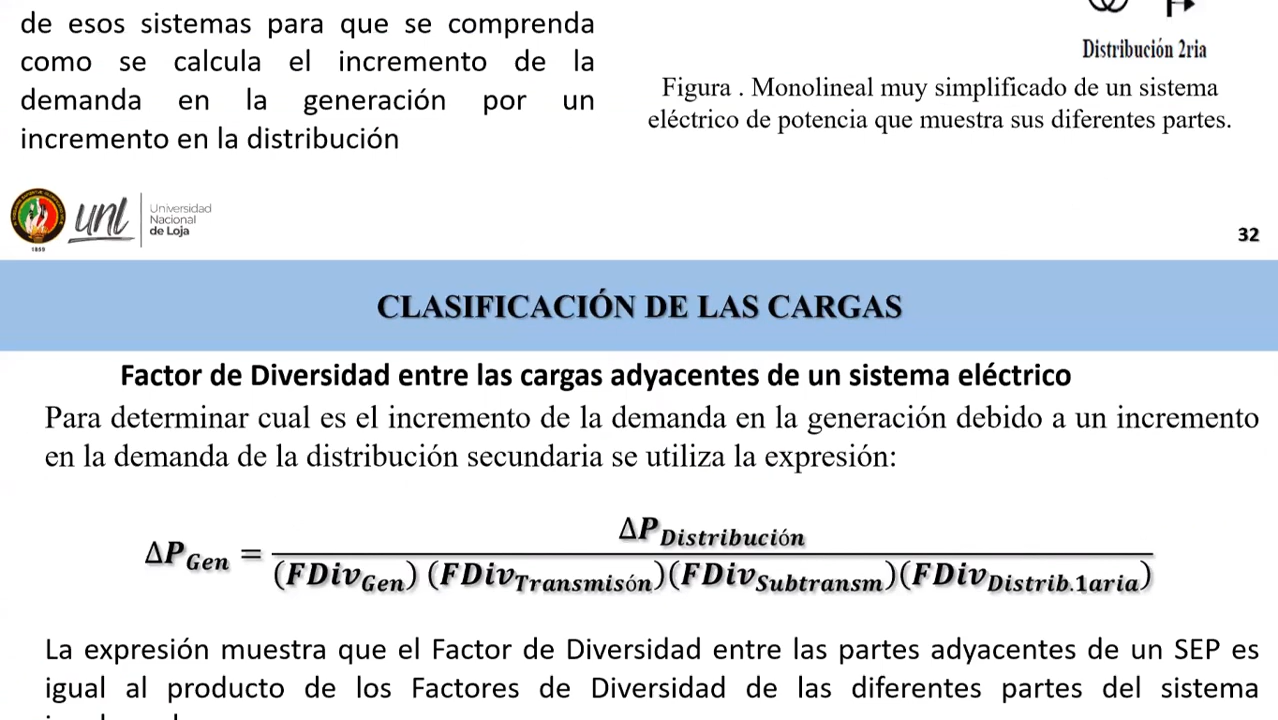 de esos sistemas para que se comprenda
como se calcula el incremento de la
demanda en la generación por un
incremento en la distribución
Distribución 2ria
Figura . Monolineal muy simplificado de un sistema
eléctrico de potencia que muestra sus diferentes partes.
unl
Universidad
Nacional
de Loja
1859
32
CLASIFICACIÓN DE LAS CARGAS
Factor de Diversidad entre las cargas adyacentes de un sistema eléctrico
Para determinar cual es el incremento de la demanda en la generación debido a un incremento
en la demanda de la distribución secundaria se utiliza la expresión:
ΔP_Distribución
ΔP_Gen =
(FDiv_Gen) (FDiv_Transmisón)(FDiv_Subtransm)(FDiv_Distrib.1aria)
La expresión muestra que el Factor de Diversidad entre las partes adyacentes de un SEP es
igual al producto de los Factores de Diversidad de las diferentes partes del sistema